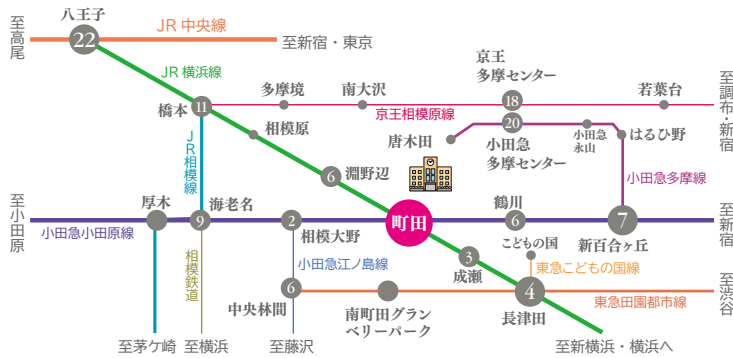 八王子
至高尾
JR中央線
22
至新宿・東京
JR横浜線
京王
多摩センター
多摩境
南大沢
若葉台
至調布・新宿
橋本
11
18
京王相模原線
相模原
唐木田
20
小田急
多摩センター
小田急
永山
はるひ野
JR相模線
淵野辺
6
小田急多摩線
至小田原
厚木
海老名
鶴川
至新宿
9
2
町田
6
7
小田急小田原線
相模大野
こどもの国
新百合ヶ丘
相模鉄道
小田急江ノ島線
3
成瀬
東急こどもの国線
至渋谷
6
中央林間
4
東急田園都市線
南町田グラン
ベリーパーク
長津田
至茅ケ崎
至横浜
至藤沢
至新横浜・横浜へ